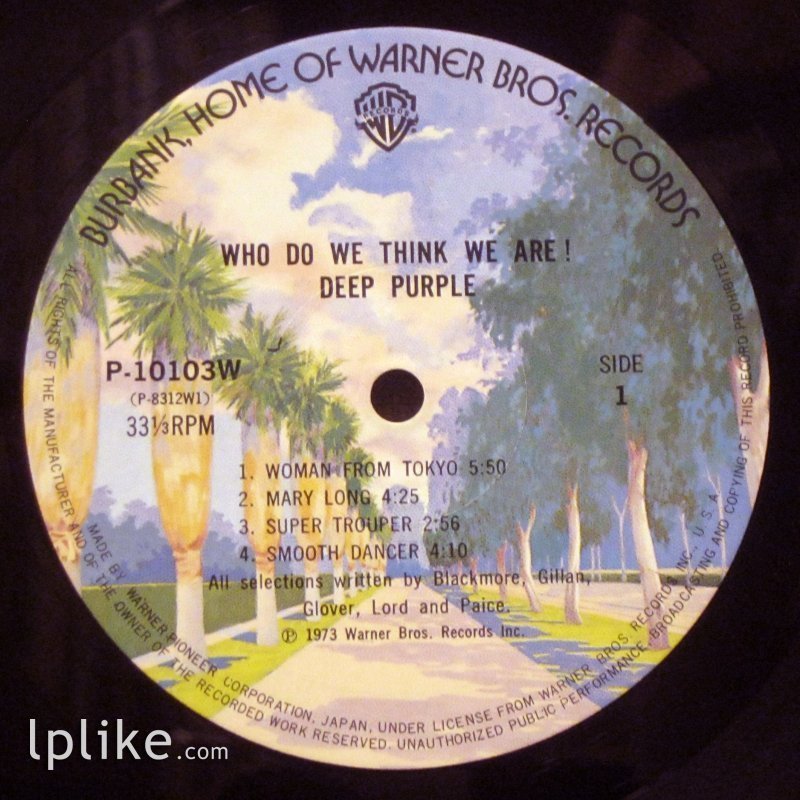 BURBANK, HOME OF WARNER BROS. RECORDS
WB
RECORDS
WHO DO WE THINK WE ARE!
DEEP PURPLE
P-10103W
(P-8312W1)
33⅓RPM
SIDE
1
1. WOMAN FROM TOKYO 5:50
2. MARY LONG 4:25
3. SUPER TROUPER 2:56
4. SMOOTH DANCER 4:10
All selections written by Blackmore, Gillan,
Glover, Lord and Paice.
Ⓟ 1973 Warner Bros. Records Inc.
MADE BY WARNER-PIONEER CORPORATION, JAPAN, UNDER LICENSE FROM WARNER BROS. RECORDS INC., U.S.A.
ALL RIGHTS OF THE MANUFACTURER AND OF THE OWNER OF THE RECORDED WORK RESERVED. UNAUTHORIZED PUBLIC PERFORMANCE, BROADCASTING AND COPYING OF THIS RECORD PROHIBITED
lplike.com